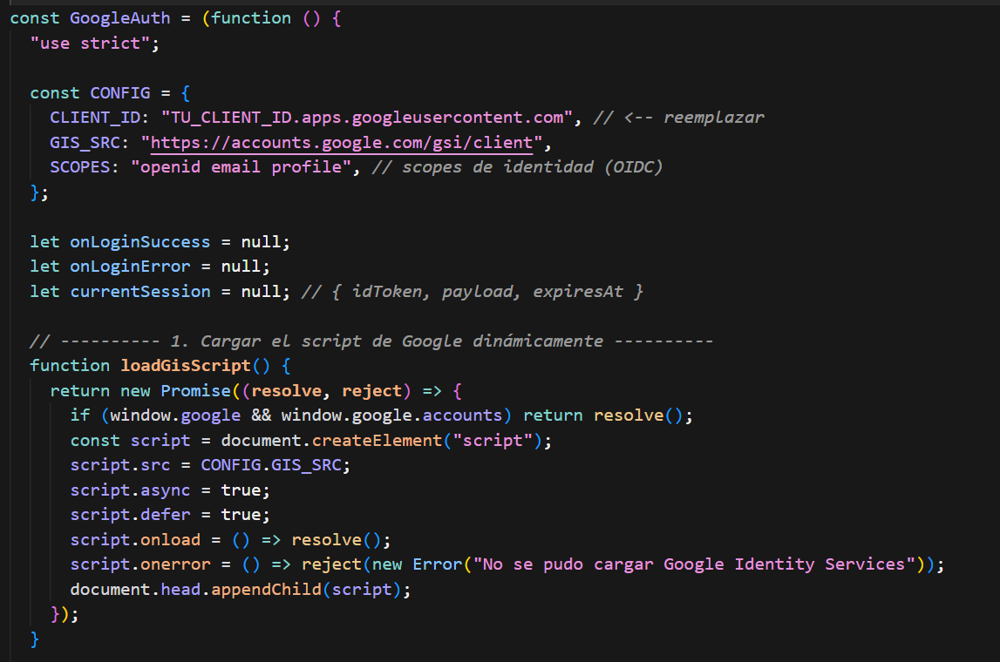 const GoogleAuth = (function () {
"use strict";
const CONFIG = {
CLIENT_ID: "TU_CLIENT_ID.apps.googleusercontent.com", // <-- reemplazar
GIS_SRC: "https://accounts.google.com/gsi/client",
SCOPES: "openid email profile", // scopes de identidad (OIDC)
};
let onLoginSuccess = null;
let onLoginError = null;
let currentSession = null; // { idToken, payload, expiresAt }
// ---------- 1. Cargar el script de Google dinámicamente ----------
function loadGisScript() {
return new Promise((resolve, reject) => {
if (window.google && window.google.accounts) return resolve();
const script = document.createElement("script");
script.src = CONFIG.GIS_SRC;
script.async = true;
script.defer = true;
script.onload = () => resolve();
script.onerror = () => reject(new Error("No se pudo cargar Google Identity Services"));
document.head.appendChild(script);
});
}